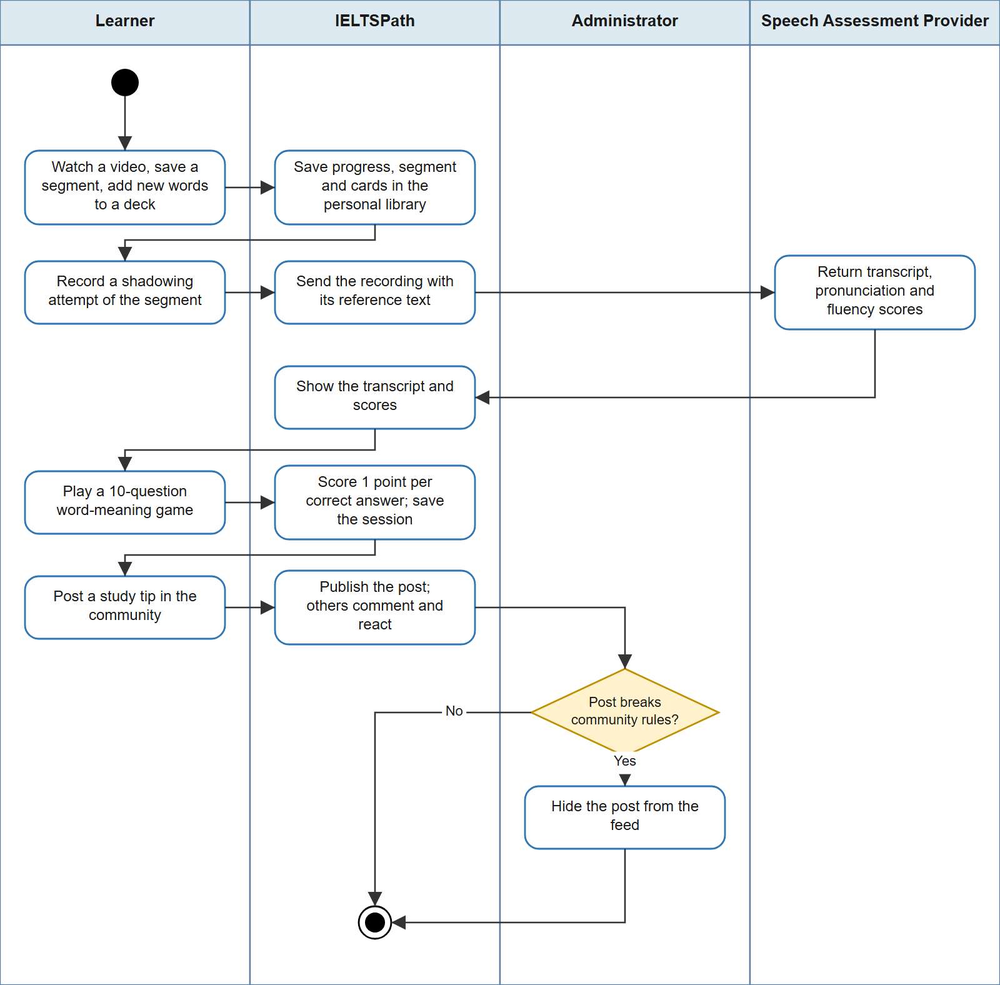 Learner
IELTSPath
Administrator
Speech Assessment Provider
Watch a video, save a
segment, add new words
to a deck
Save progress, segment
and cards in the
personal library
Record a shadowing
attempt of the segment
Send the recording with
its reference text
Return transcript,
pronunciation and
fluency scores
Show the transcript and
scores
Play a 10-question
word-meaning game
Score 1 point per
correct answer; save
the session
Post a study tip in the
community
Publish the post;
others comment and
react
Post breaks
community rules?
No
Yes
Hide the post from the
feed